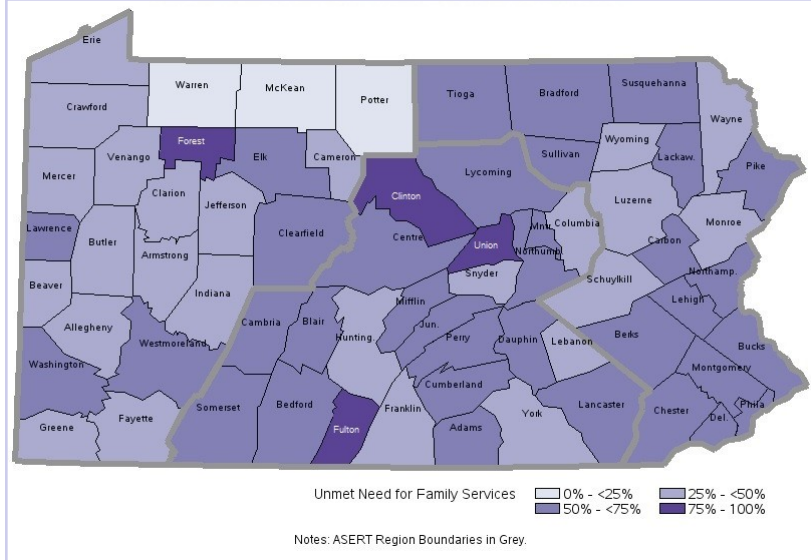 Erie
Warren
McKean
Potter
Tioga
Bradford
Susquehanna
Wayne
Crawford
Forest
Elk
Cameron
Venango
Mercer
Clarion
Jefferson
Clearfield
Clinton
Lycoming
Sullivan
Wyoming
Lackaw.
Pike
Luzerne
Monroe
Columbia
Mnt.
Union
Northumb.
Centre
Snyder
Carbon
Northamp.
Schuylkill
Lehigh
Lawrence
Butler
Armstrong
Indiana
Beaver
Allegheny
Westmoreland
Washington
Greene
Fayette
Cambria
Blair
Hunting.
Mifflin
Jun.
Perry
Dauphin
Lebanon
Berks
Bucks
Montgomery
Somerset
Bedford
Fulton
Franklin
Cumberland
Adams
York
Lancaster
Chester
Del.
Phila
Unmet Need for Family Services
0% - <25%
25% - <50%
50% - <75%
75% - 100%
Notes: ASERT Region Boundaries in Grey.